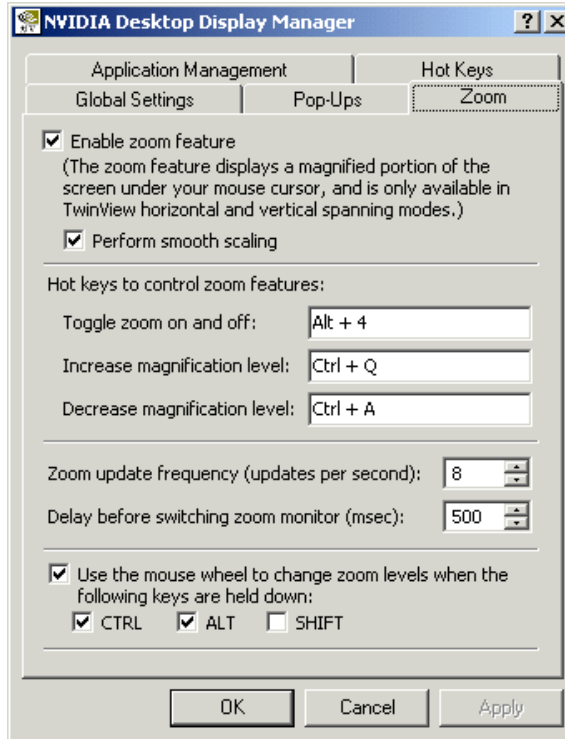 NVIDIA Desktop Display Manager
Application Management Hot Keys
Global Settings Pop-Ups Zoom
Enable zoom feature
(The zoom feature displays a magnified portion of the
screen under your mouse cursor, and is only available in
TwinView horizontal and vertical spanning modes.)
Perform smooth scaling
Hot keys to control zoom features:
Toggle zoom on and off: Alt + 4
Increase magnification level: Ctrl + Q
Decrease magnification level: Ctrl + A
Zoom update frequency (updates per second): 8
Delay before switching zoom monitor (msec): 500
Use the mouse wheel to change zoom levels when the
following keys are held down:
CTRL ALT SHIFT
OK Cancel Apply